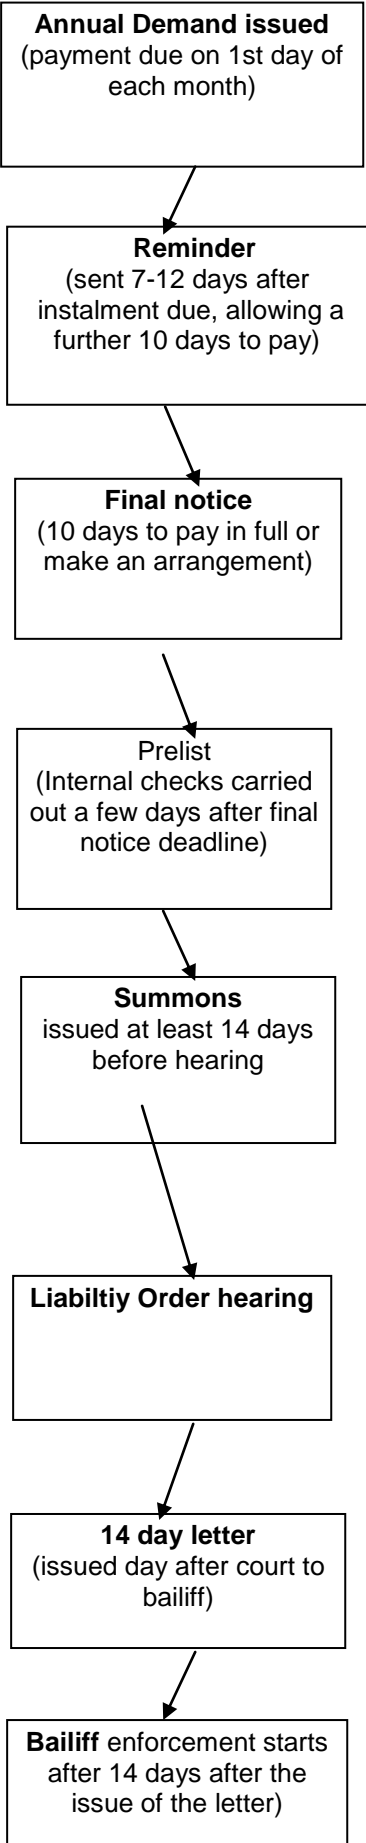 Annual Demand issued
(payment due on 1st day of
each month)
Reminder
(sent 7-12 days after
instalment due, allowing a
further 10 days to pay)
Final notice
(10 days to pay in full or
make an arrangement)
Prelist
(Internal checks carried
out a few days after final
notice deadline)
Summons
issued at least 14 days
before hearing
Liabiltiy Order hearing
14 day letter
(issued day after court to
bailiff)
Bailiff enforcement starts
after 14 days after the
issue of the letter)